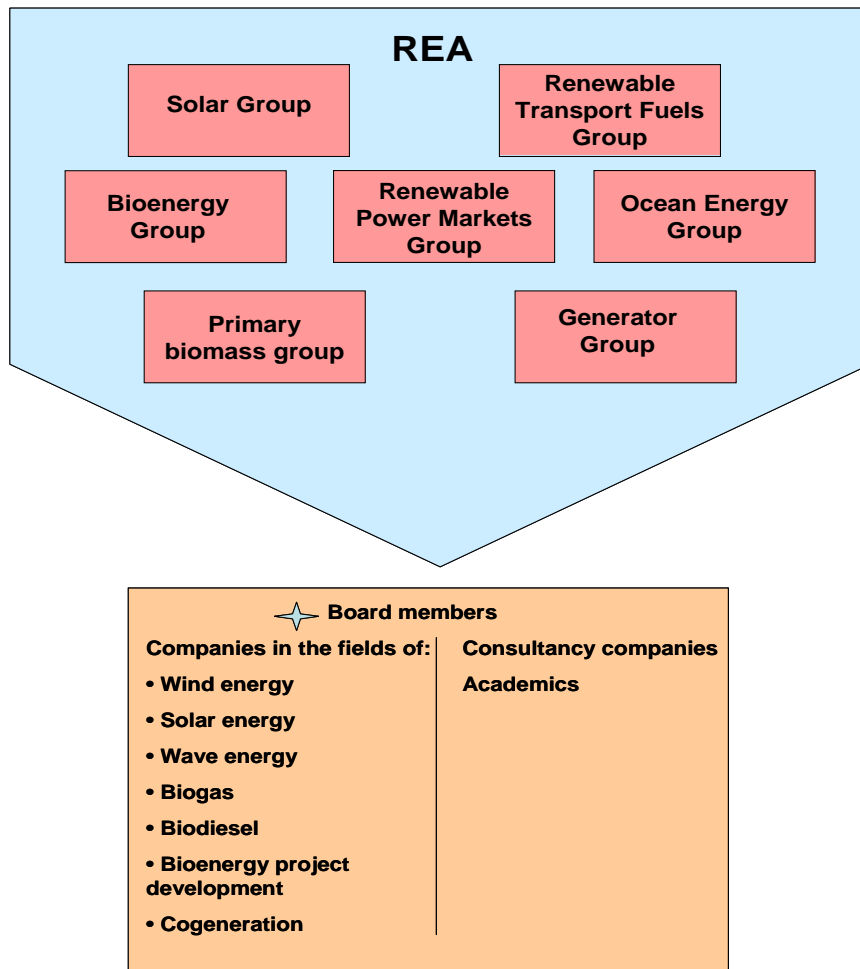 REA
Solar Group
Renewable
Transport Fuels
Group
Bioenergy
Group
Renewable
Power Markets
Group
Ocean Energy
Group
Primary
biomass group
Generator
Group
Board members
Companies in the fields of:
• Wind energy
• Solar energy
• Wave energy
• Biogas
• Biodiesel
• Bioenergy project
development
• Cogeneration
Consultancy companies
Academics